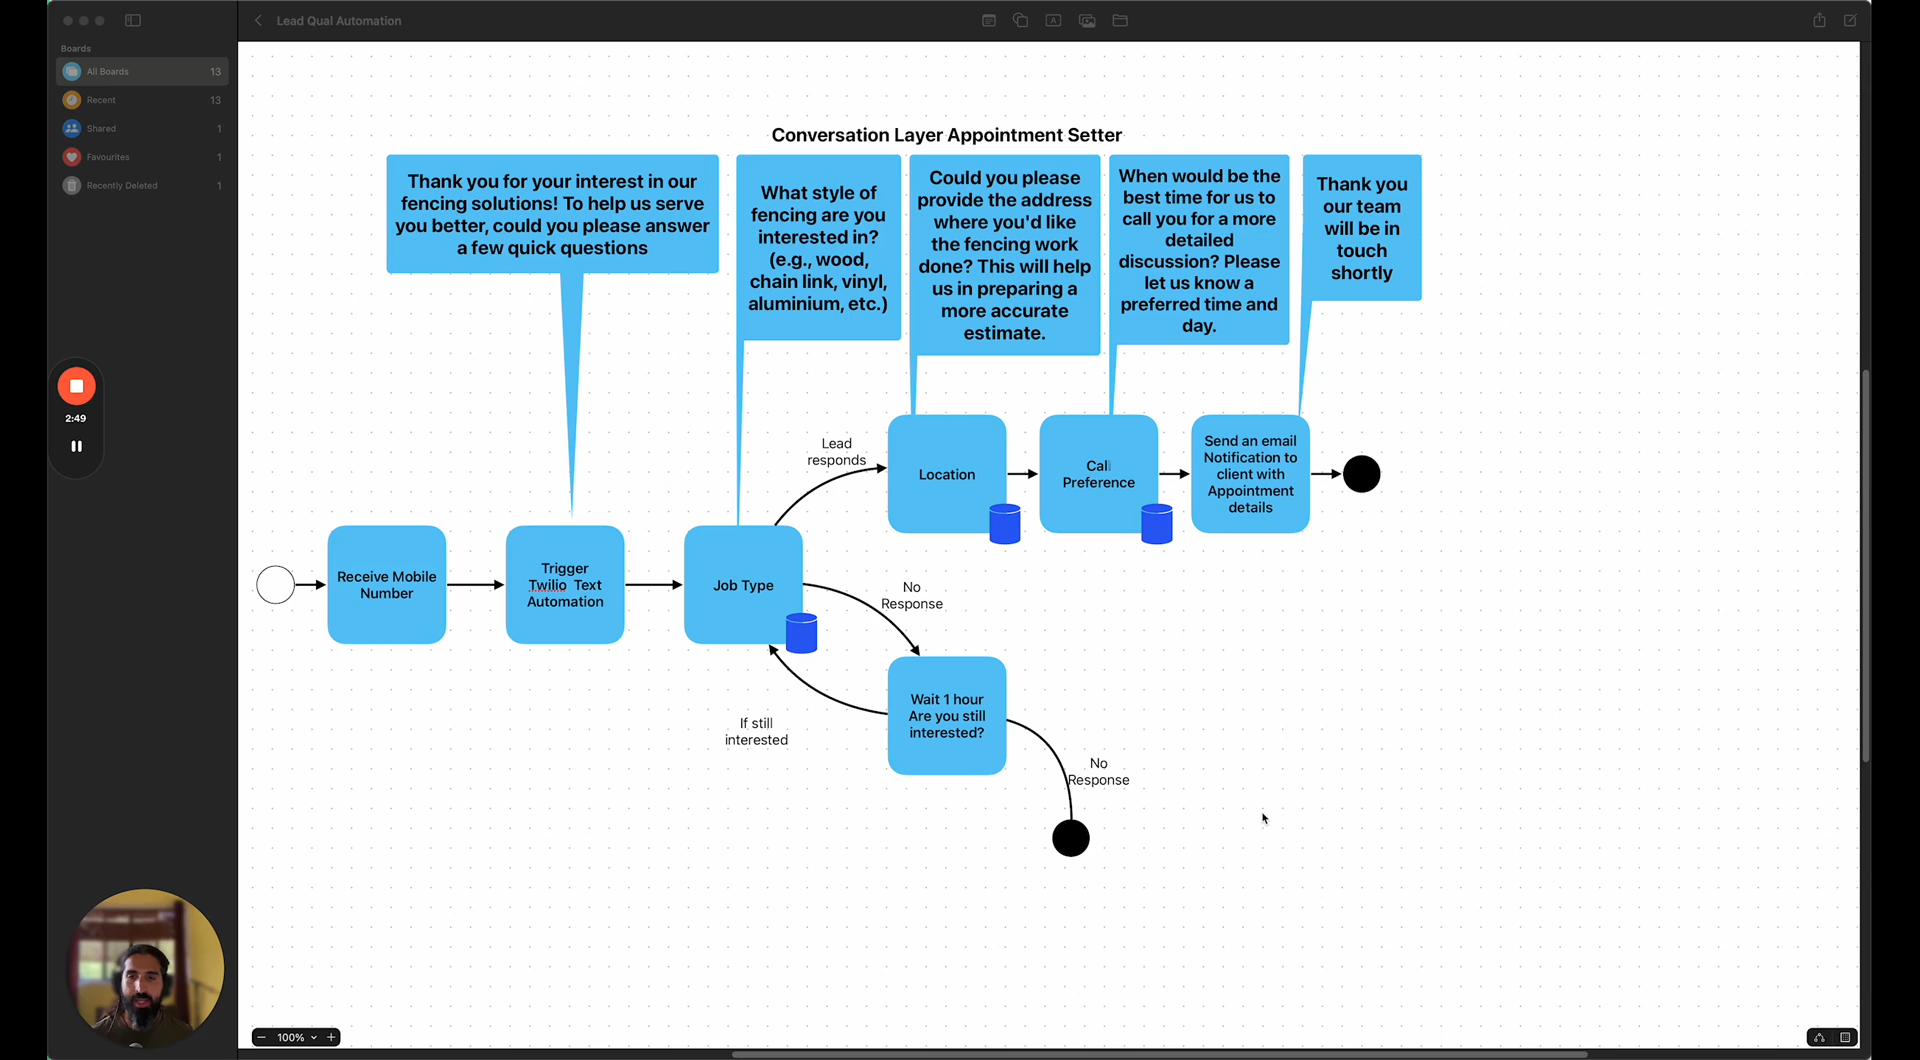 Lead Qual Automation
Boards
All Boards 13
Recent 13
Shared 1
Favourites 1
Recently Deleted 1
2:49
Conversation Layer Appointment Setter
Thank you for your interest in our
fencing solutions! To help us serve
you better, could you please answer
a few quick questions
What style of
fencing are you
interested in?
(e.g., wood,
chain link, vinyl,
aluminium, etc.)
Could you please
provide the address
where you'd like
the fencing work
done? This will help
us in preparing a
more accurate
estimate.
When would be the
best time for us to
call you for a more
detailed
discussion? Please
let us know a
preferred time and
day.
Thank you
our team
will be in
touch
shortly
Lead
responds
Location
Call
Preference
Send an email
Notification to
client with
Appointment
details
Receive Mobile
Number
Trigger
Twilio Text
Automation
Job Type
No
Response
Wait 1 hour
Are you still
interested?
If still
interested
No
Response
100%